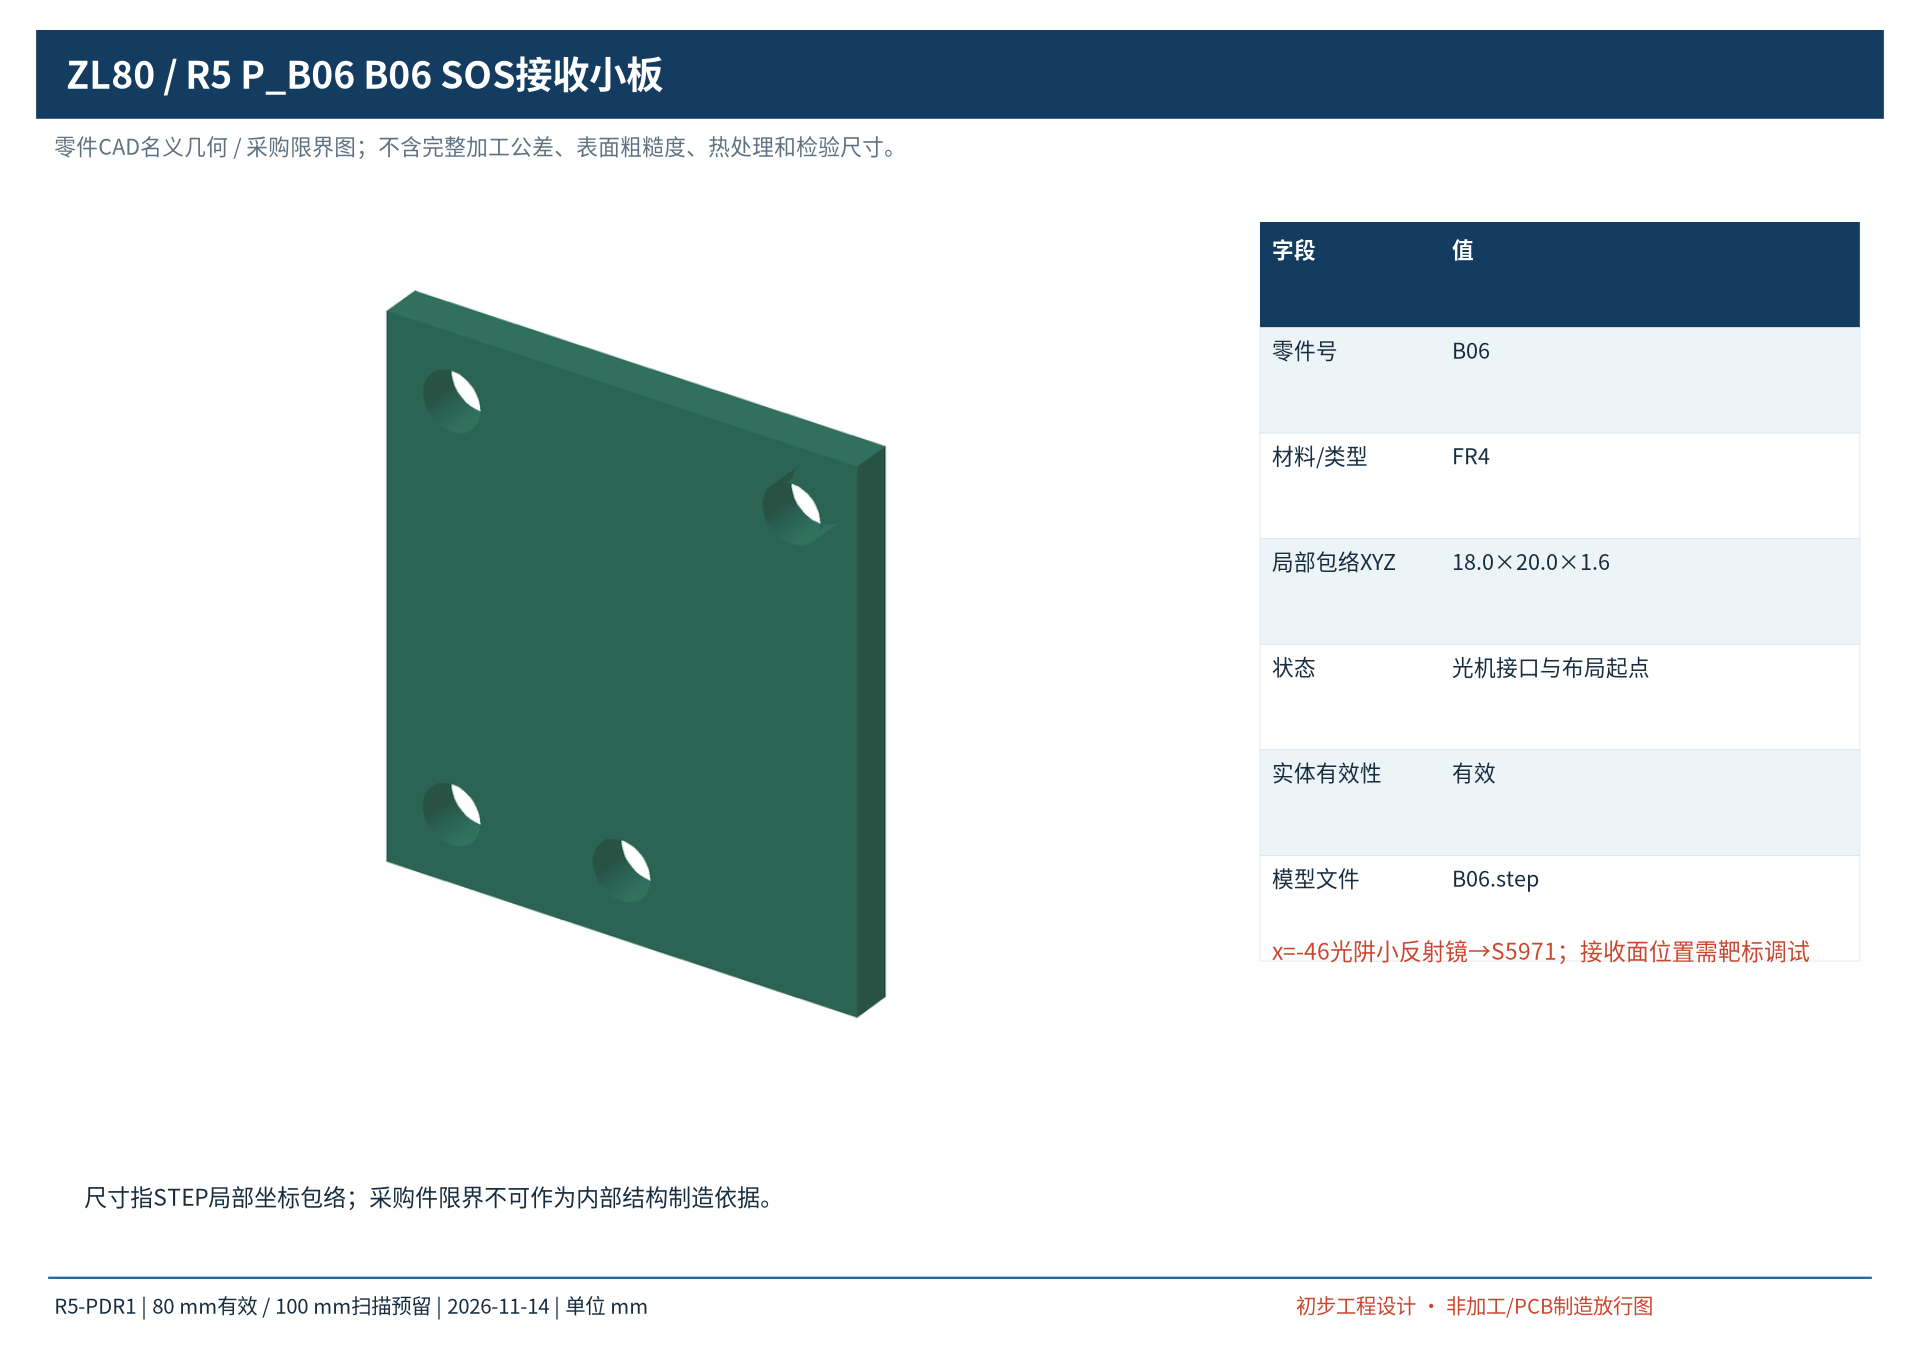 ZL80 / R5 P_B06 B06 SOS接收小板
零件CAD名义几何 / 采购限界图；不含完整加工公差、表面粗糙度、热处理和检验尺寸。
字段 值
零件号 B06
材料/类型 FR4
局部包络XYZ 18.0×20.0×1.6
状态 光机接口与布局起点
实体有效性 有效
模型文件 B06.step
x=-46光阱小反射镜→S5971；接收面位置需靶标调试
尺寸指STEP局部坐标包络；采购件限界不可作为内部结构制造依据。
R5-PDR1 | 80 mm有效 / 100 mm扫描预留 | 2026-11-14 | 单位 mm
初步工程设计 · 非加工/PCB制造放行图